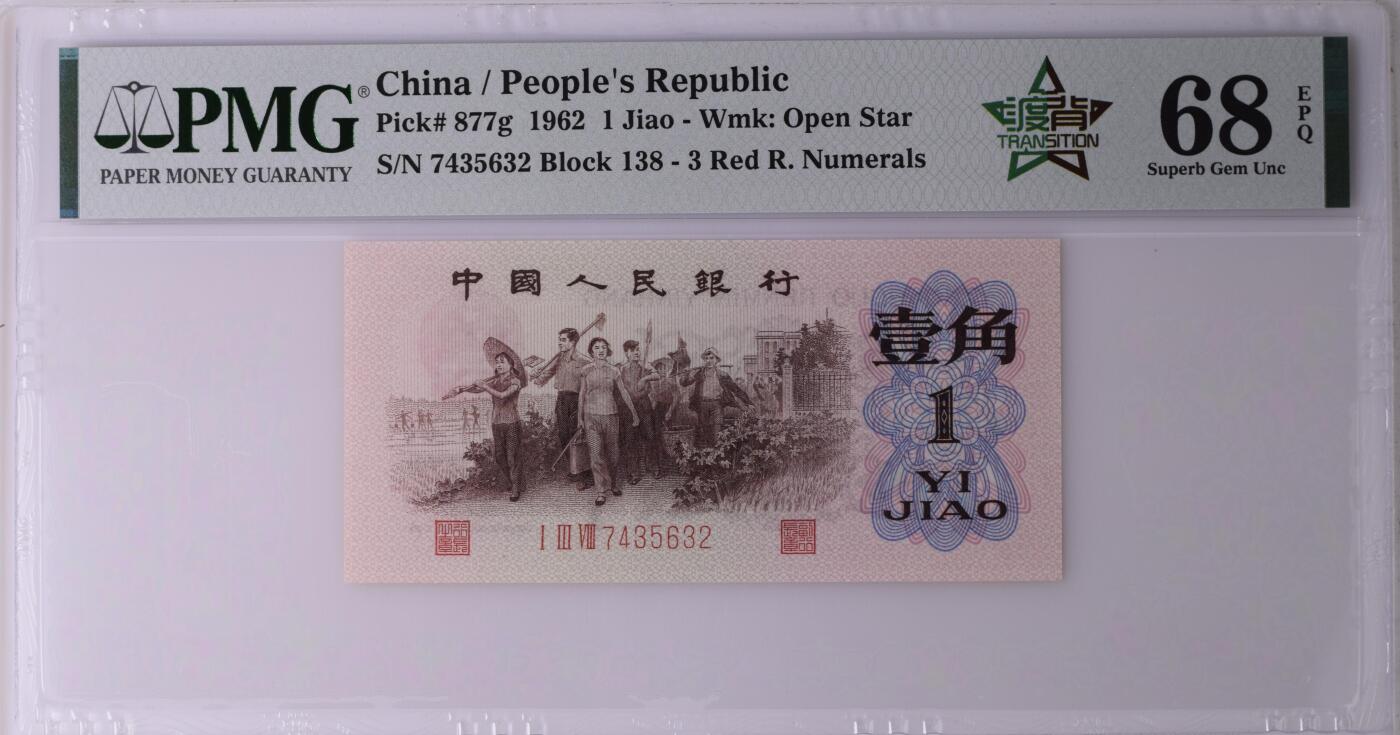 PMG®
PAPER MONEY GUARANTY
China / People's Republic
Pick# 877g 1962 1 Jiao - Wmk: Open Star
S/N 7435632 Block 138 - 3 Red R. Numerals
渡背
TRANSITION
68
EPQ
Superb Gem Unc
中國人民銀行
壹角
1
YI
JIAO
I III VIII 7435632